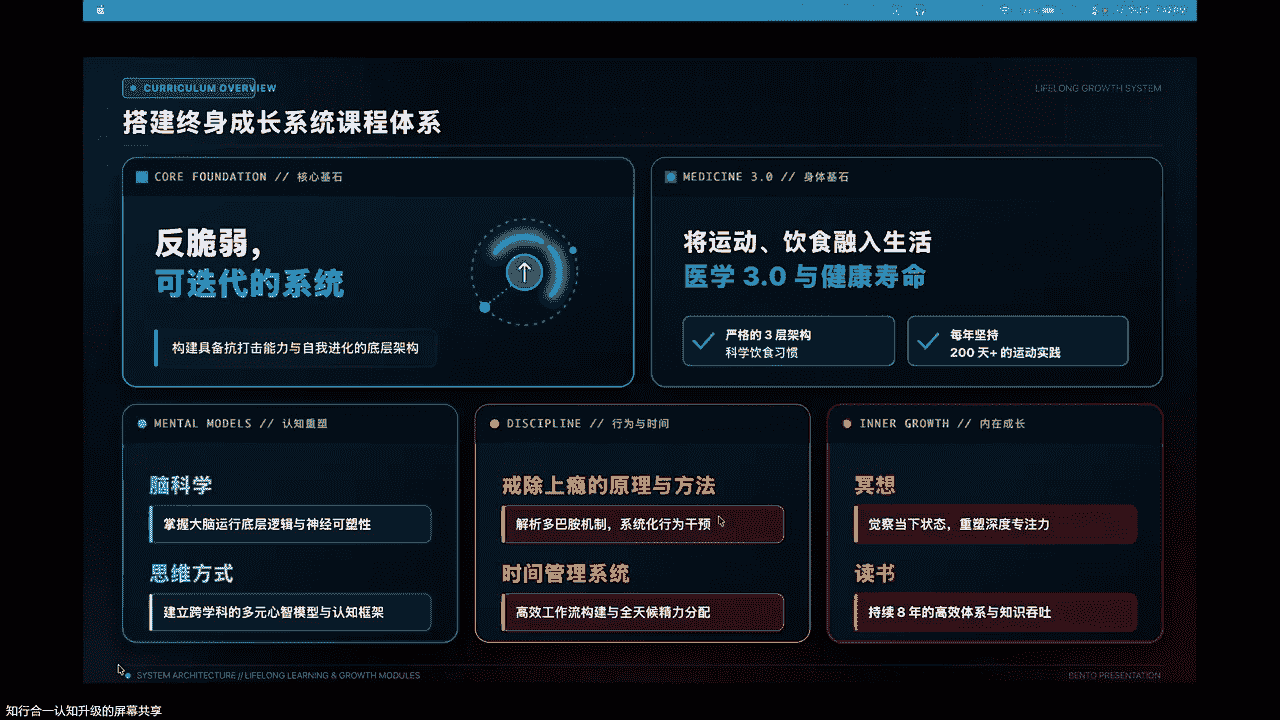 CURRICULUM OVERVIEW
LIFELONG GROWTH SYSTEM
搭建终身成长系统课程体系
CORE FOUNDATION // 核心基石
反脆弱，
可迭代的系统
构建具备抗打击能力与自我进化的底层架构
MEDICINE 3.0 // 身体基石
将运动、饮食融入生活
医学 3.0 与健康寿命
严格的 3 层架构
科学饮食习惯
每年坚持
200 天+ 的运动实践
MENTAL MODELS // 认知重塑
脑科学
掌握大脑运行底层逻辑与神经可塑性
思维方式
建立跨学科的多元心智模型与认知框架
DISCIPLINE // 行为与时间
戒除上瘾的原理与方法
解析多巴胺机制，系统化行为干预
时间管理系统
高效工作流构建与全天候精力分配
INNER GROWTH // 内在成长
冥想
觉察当下状态，重塑深度专注力
读书
持续 8 年的高效体系与知识吞吐
SYSTEM ARCHITECTURE // LIFELONG LEARNING & GROWTH MODULES
BENTO PRESENTATION
知行合一认知升级的屏幕共享